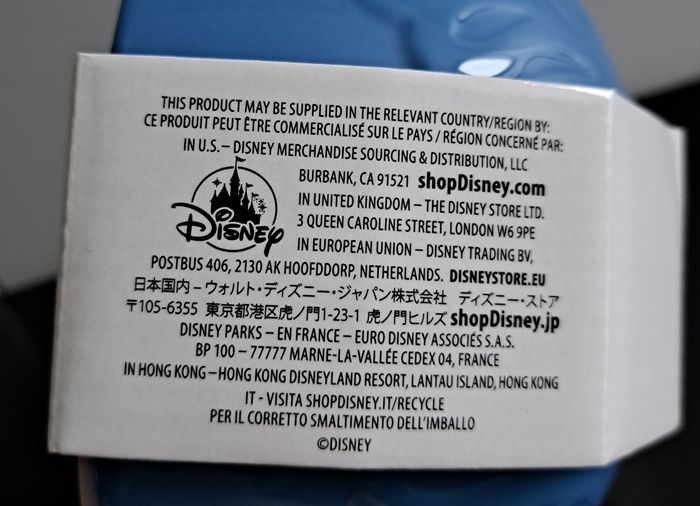 THIS PRODUCT MAY BE SUPPLIED IN THE RELEVANT COUNTRY/REGION BY:
CE PRODUIT PEUT ÊTRE COMMERCIALISÉ SUR LE PAYS / RÉGION CONCERNÉ PAR:
IN U.S. – DISNEY MERCHANDISE SOURCING & DISTRIBUTION, LLC
BURBANK, CA 91521 shopDisney.com
Disney
IN UNITED KINGDOM – THE DISNEY STORE LTD.
3 QUEEN CAROLINE STREET, LONDON W6 9PE
IN EUROPEAN UNION – DISNEY TRADING BV,
POSTBUS 406, 2130 AK HOOFDDORP, NETHERLANDS. DISNEYSTORE.EU
日本国内 – ウォルト・ディズニー・ジャパン株式会社 ディズニー・ストア
〒105-6355 東京都港区虎ノ門1-23-1 虎ノ門ヒルズ shopDisney.jp
DISNEY PARKS – EN FRANCE – EURO DISNEY ASSOCIÉS S.A.S.
BP 100 – 77777 MARNE-LA-VALLÉE CEDEX 04, FRANCE
IN HONG KONG – HONG KONG DISNEYLAND RESORT, LANTAU ISLAND, HONG KONG
IT - VISITA SHOPDISNEY.IT/RECYCLE
PER IL CORRETTO SMALTIMENTO DELL'IMBALLO
©DISNEY